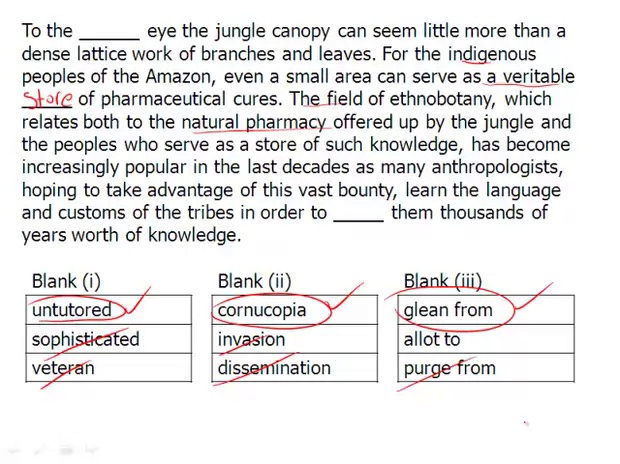 To the ______ eye the jungle canopy can seem little more than a
dense lattice work of branches and leaves. For the indigenous
peoples of the Amazon, even a small area can serve as a veritable
store of pharmaceutical cures. The field of ethnobotany, which
relates both to the natural pharmacy offered up by the jungle and
the peoples who serve as a store of such knowledge, has become
increasingly popular in the last decades as many anthropologists,
hoping to take advantage of this vast bounty, learn the language
and customs of the tribes in order to _____ them thousands of
years worth of knowledge.
Blank (i) Blank (ii) Blank (iii)
untutored cornucopia glean from
sophisticated invasion allot to
veteran dissemination purge from